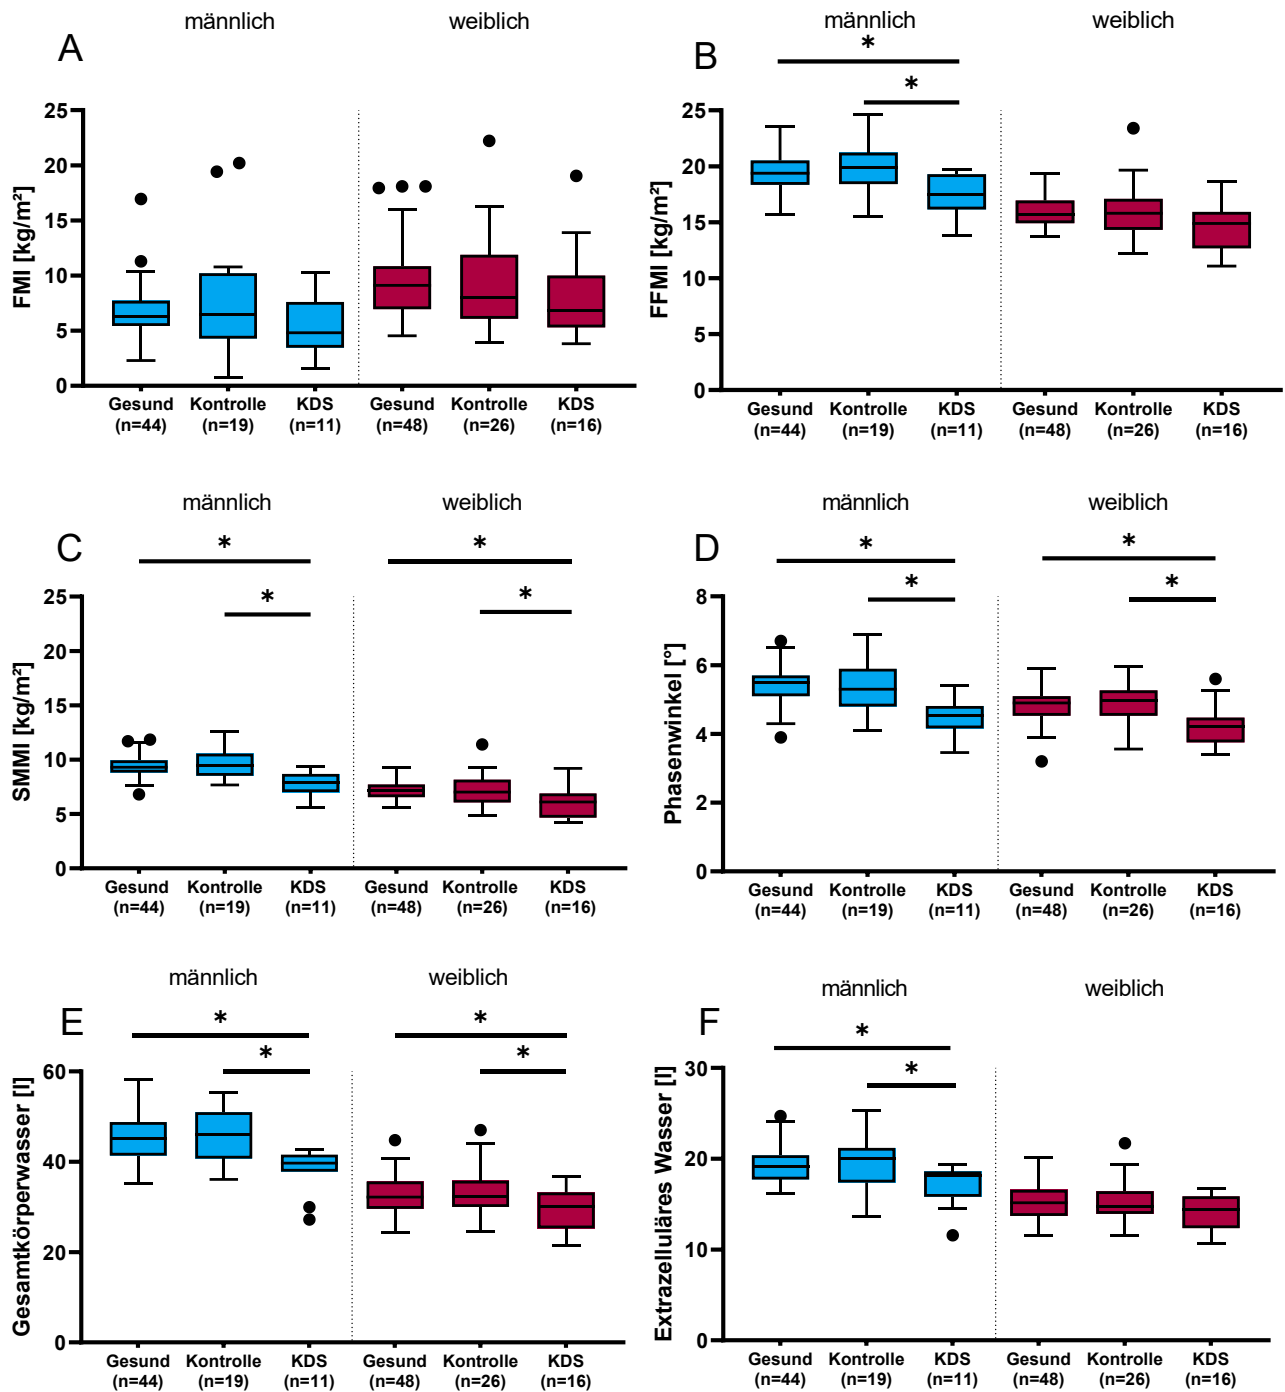 männlich weiblich
A
FMI [kg/m²]
25
20
15
10
5
0
Gesund Kontrolle KDS Gesund Kontrolle KDS
(n=44) (n=19) (n=11) (n=48) (n=26) (n=16)
männlich weiblich
B
* 
*
FFMI [kg/m²]
25
20
15
10
5
0
Gesund Kontrolle KDS Gesund Kontrolle KDS
(n=44) (n=19) (n=11) (n=48) (n=26) (n=16)
männlich weiblich
C
* *
* *
SMMI [kg/m²]
25
20
15
10
5
0
Gesund Kontrolle KDS Gesund Kontrolle KDS
(n=44) (n=19) (n=11) (n=48) (n=26) (n=16)
männlich weiblich
D
* *
* *
Phasenwinkel [°]
8
6
4
2
0
Gesund Kontrolle KDS Gesund Kontrolle KDS
(n=44) (n=19) (n=11) (n=48) (n=26) (n=16)
männlich weiblich
E
* *
* *
Gesamtkörperwasser [l]
60
40
20
0
Gesund Kontrolle KDS Gesund Kontrolle KDS
(n=44) (n=19) (n=11) (n=48) (n=26) (n=16)
männlich weiblich
F
*
*
Extrazelluläres Wasser [l]
30
20
10
0
Gesund Kontrolle KDS Gesund Kontrolle KDS
(n=44) (n=19) (n=11) (n=48) (n=26) (n=16)